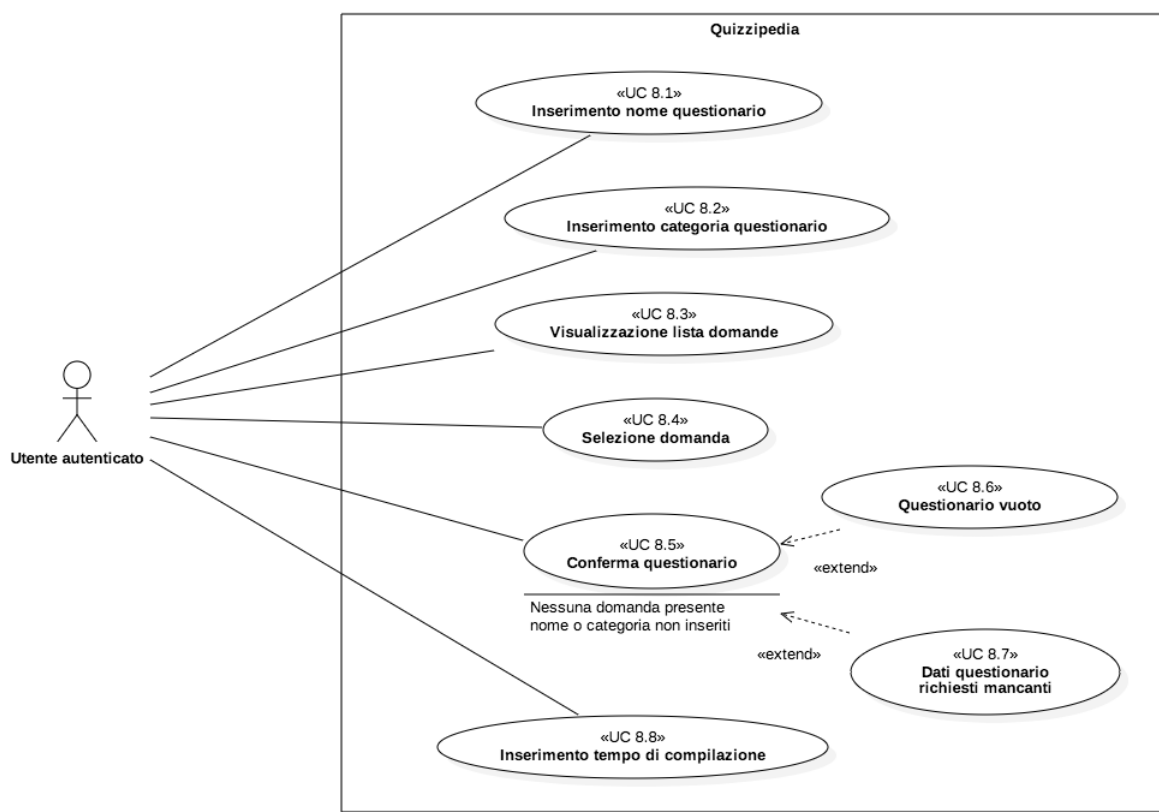 Quizzipedia
«UC 8.1»
Inserimento nome questionario
«UC 8.2»
Inserimento categoria questionario
«UC 8.3»
Visualizzazione lista domande
«UC 8.4»
Selezione domanda
Utente autenticato
«UC 8.6»
Questionario vuoto
«UC 8.5»
Conferma questionario
«extend»
Nessuna domanda presente
nome o categoria non inseriti
«extend»
«UC 8.7»
Dati questionario
richiesti mancanti
«UC 8.8»
Inserimento tempo di compilazione